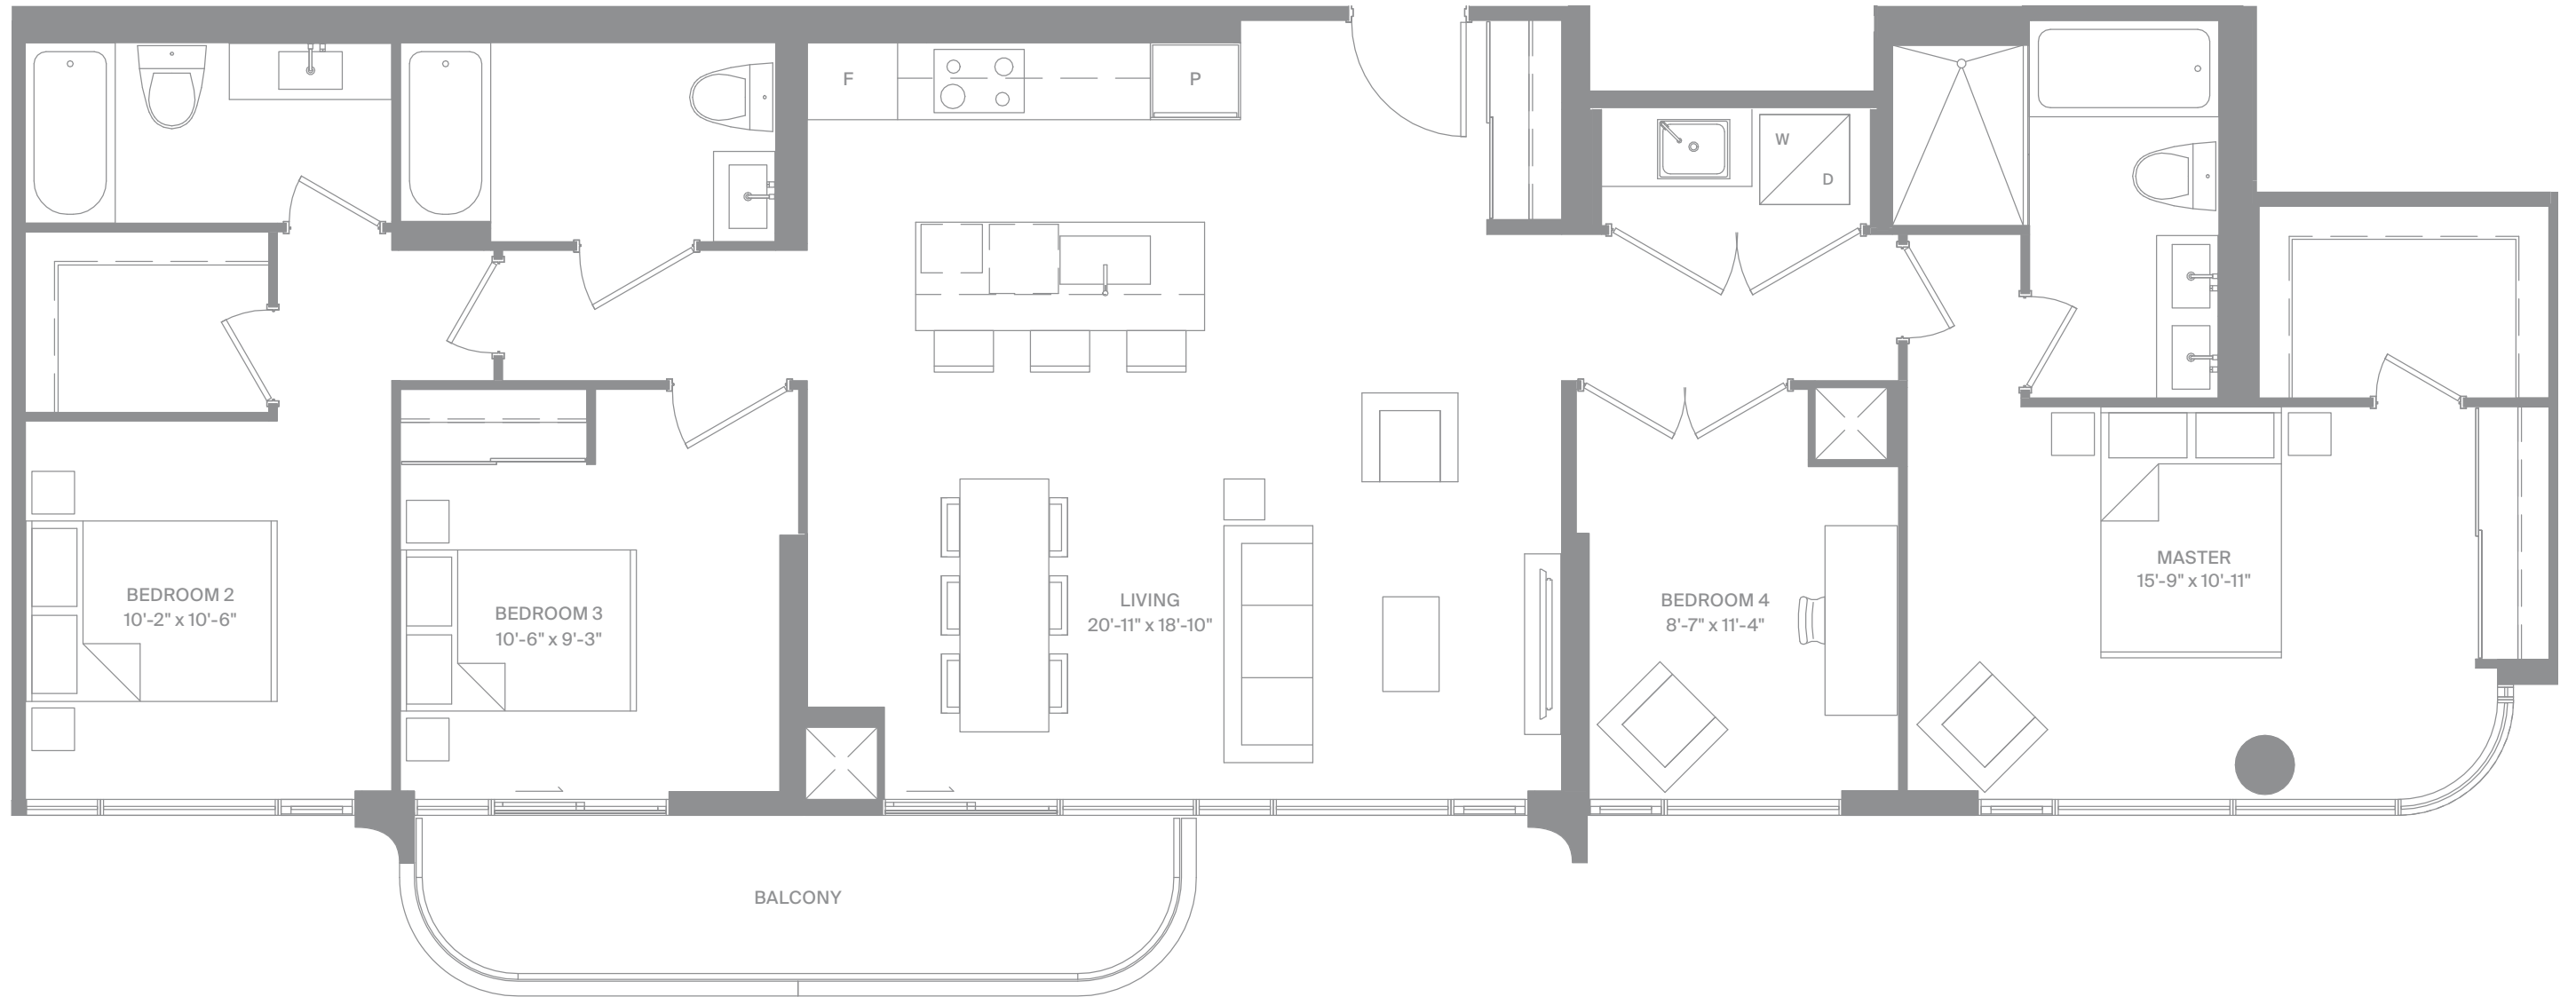 F
P
W
D
BEDROOM 2
10'-2" x 10'-6"
BEDROOM 3
10'-6" x 9'-3"
LIVING
20'-11" x 18'-10"
BEDROOM 4
8'-7" x 11'-4"
MASTER
15'-9" x 10'-11"
BALCONY